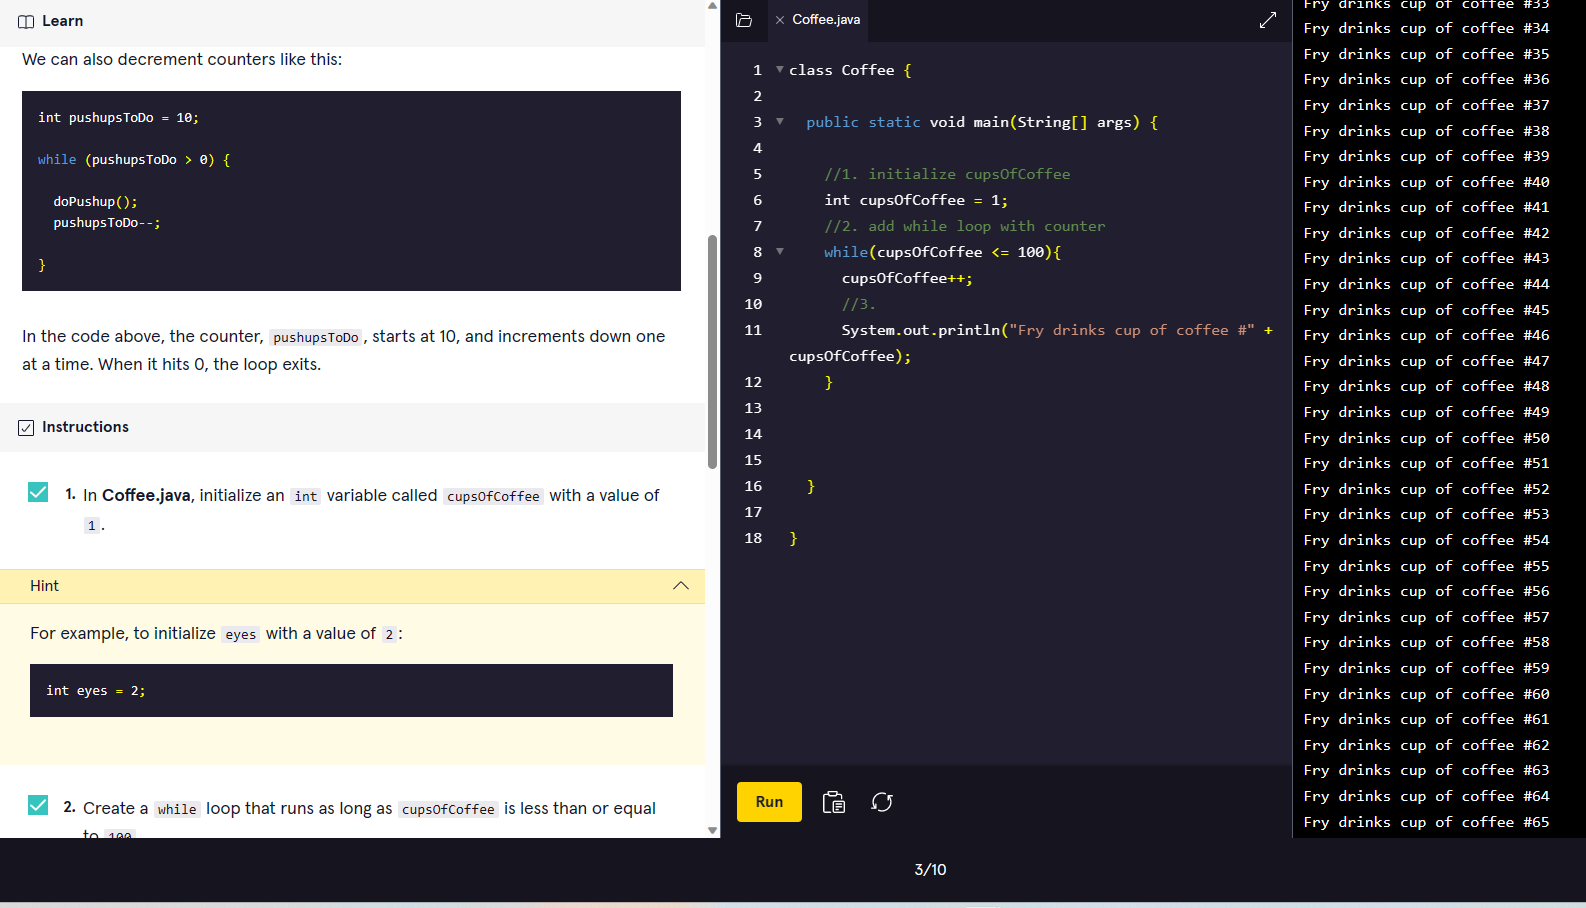 Learn
We can also decrement counters like this:
int pushupsToDo = 10;
while (pushupsToDo > 0) {
doPushup();
pushupsToDo--;
}
In the code above, the counter, pushupsToDo, starts at 10, and increments down one
at a time. When it hits 0, the loop exits.
Instructions
1. In Coffee.java, initialize an int variable called cupsOfCoffee with a value of
1.
Hint
For example, to initialize eyes with a value of 2:
int eyes = 2;
2. Create a while loop that runs as long as cupsOfCoffee is less than or equal
to 100
Coffee.java
1 class Coffee {
2
3 public static void main(String[] args) {
4
5 //1. initialize cupsOfCoffee
6 int cupsOfCoffee = 1;
7 //2. add while loop with counter
8 while(cupsOfCoffee <= 100){
9 cupsOfCoffee++;
10 //3.
11 System.out.println("Fry drinks cup of coffee #" +
cupsOfCoffee);
12 }
13
14
15
16 }
17
18 }
Run
Fry drinks cup of coffee #33
Fry drinks cup of coffee #34
Fry drinks cup of coffee #35
Fry drinks cup of coffee #36
Fry drinks cup of coffee #37
Fry drinks cup of coffee #38
Fry drinks cup of coffee #39
Fry drinks cup of coffee #40
Fry drinks cup of coffee #41
Fry drinks cup of coffee #42
Fry drinks cup of coffee #43
Fry drinks cup of coffee #44
Fry drinks cup of coffee #45
Fry drinks cup of coffee #46
Fry drinks cup of coffee #47
Fry drinks cup of coffee #48
Fry drinks cup of coffee #49
Fry drinks cup of coffee #50
Fry drinks cup of coffee #51
Fry drinks cup of coffee #52
Fry drinks cup of coffee #53
Fry drinks cup of coffee #54
Fry drinks cup of coffee #55
Fry drinks cup of coffee #56
Fry drinks cup of coffee #57
Fry drinks cup of coffee #58
Fry drinks cup of coffee #59
Fry drinks cup of coffee #60
Fry drinks cup of coffee #61
Fry drinks cup of coffee #62
Fry drinks cup of coffee #63
Fry drinks cup of coffee #64
Fry drinks cup of coffee #65
3/10